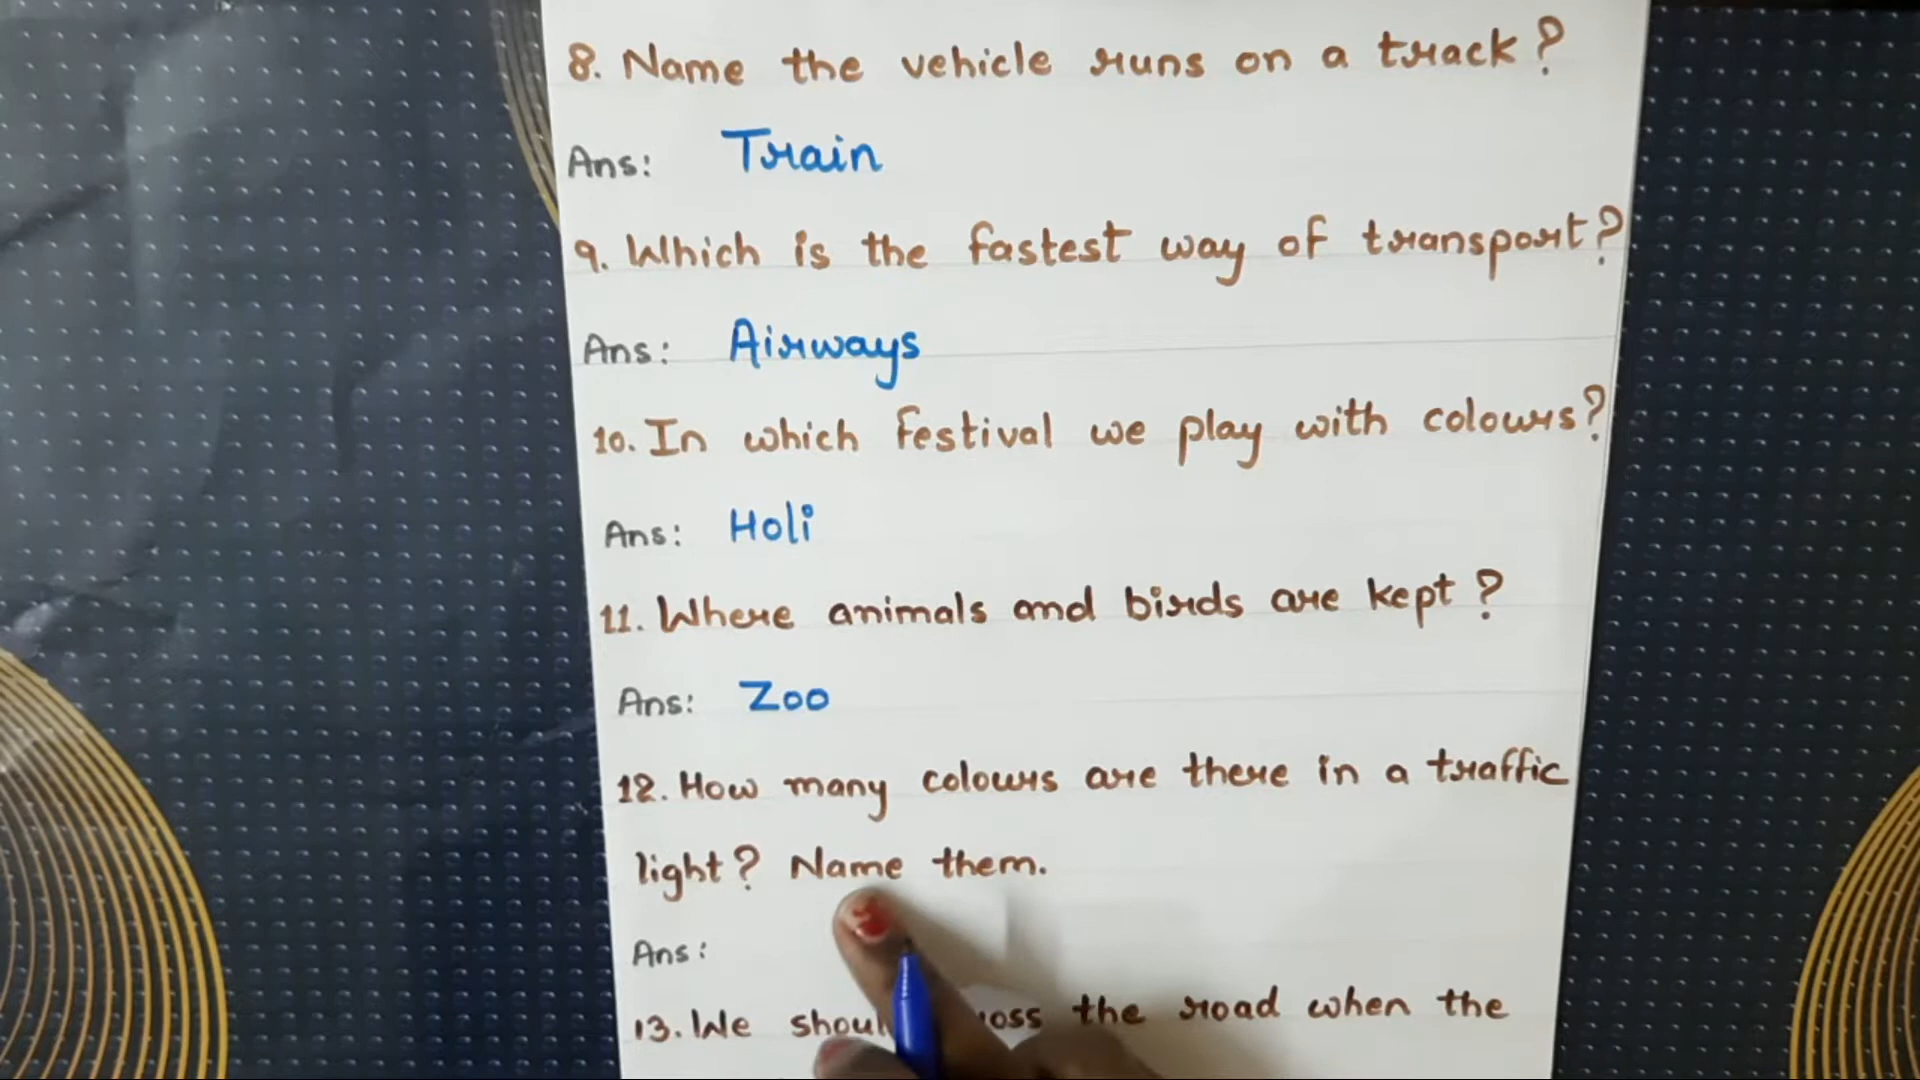 8. Name the vehicle runs on a track?
Ans: Train
9. Which is the fastest way of transport?
Ans: Airways
10. In which festival we play with colours?
Ans: Holi
11. Where animals and birds are kept?
Ans: Zoo
12. How many colours are there in a traffic
light? Name them.
Ans:
13. We the road when the